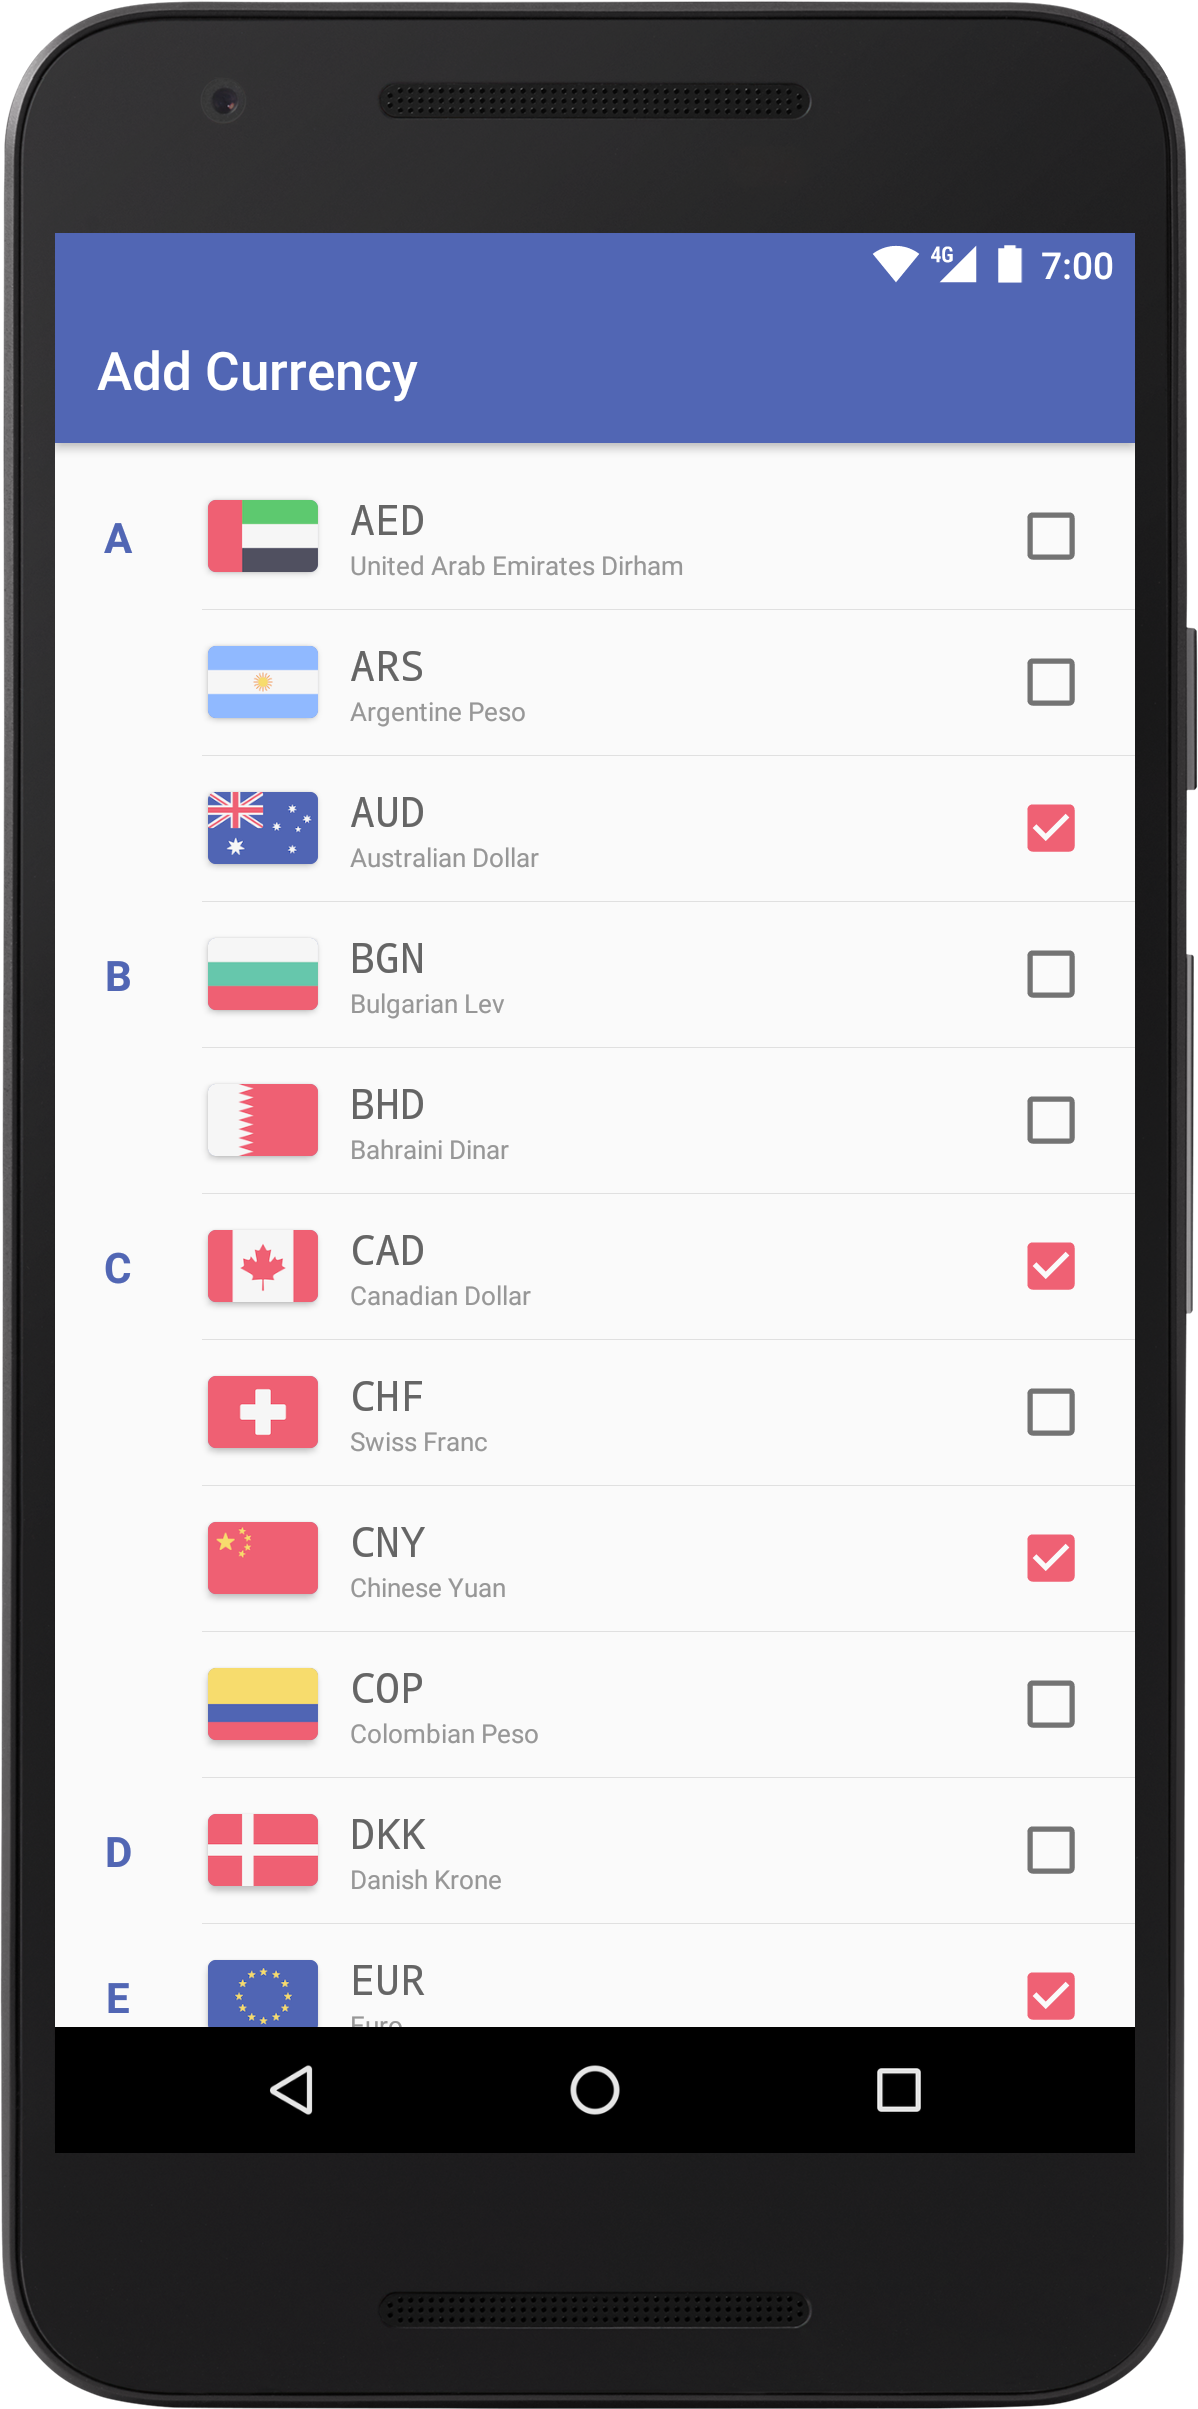 4G 7:00
Add Currency
A
AED
United Arab Emirates Dirham
ARS
Argentine Peso
AUD
Australian Dollar
B
BGN
Bulgarian Lev
BHD
Bahraini Dinar
C
CAD
Canadian Dollar
CHF
Swiss Franc
CNY
Chinese Yuan
COP
Colombian Peso
D
DKK
Danish Krone
E
EUR
Euro